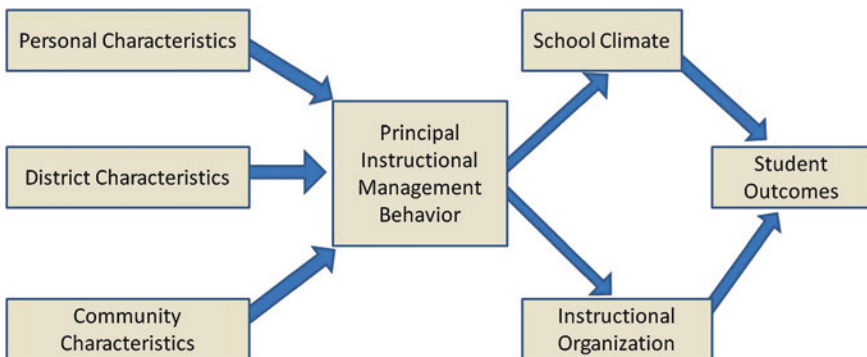 Personal Characteristics
District Characteristics
Community
Characteristics
Principal
Instructional
Management
Behavior
School Climate
Instructional
Organization
Student
Outcomes